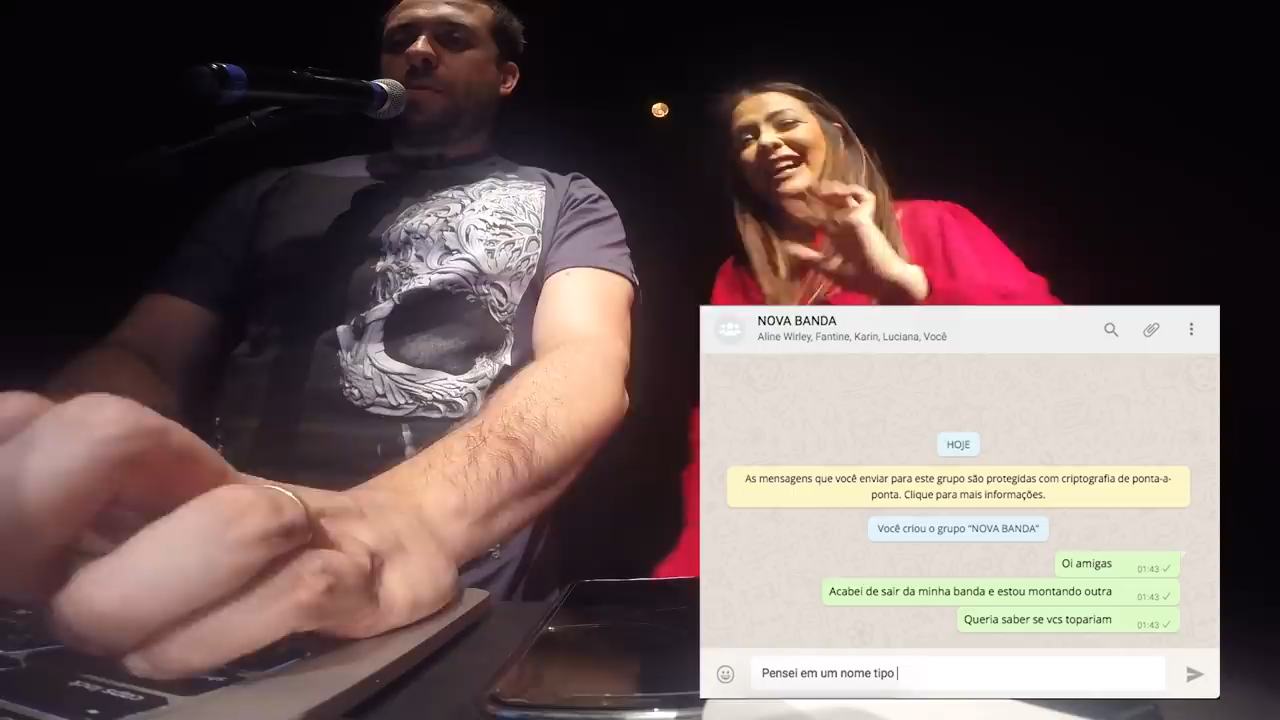 NOVA BANDA
Aline Wirley, Fantine, Karin, Luciana, Você
HOJE
As mensagens que você enviar para este grupo são protegidas com criptografia de ponta-a-
ponta. Clique para mais informações.
Você criou o grupo “NOVA BANDA”
Oi amigas 01:43
Acabei de sair da minha banda e estou montando outra 01:43
Queria saber se vcs topariam 01:43
Pensei em um nome tipo
caps lock